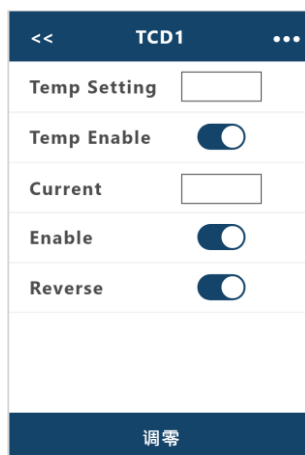 << TCD1 •••
Temp Setting
Temp Enable
Current
Enable
Reverse
调零